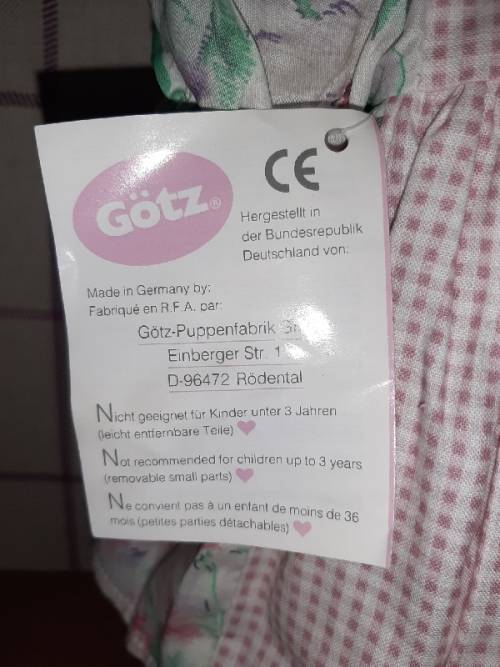 Götz®
CE
Hergestellt in
der Bundesrepublik
Deutschland von:
Made in Germany by:
Fabriqué en R.F.A. par:
Götz-Puppenfabrik
Einberger Str. 1
D-96472 Rödental
Nicht geeignet für Kinder unter 3 Jahren
(leicht entfernbare Teile)
Not recommended for children up to 3 years
(removable small parts)
Ne convient pas à un enfant de moins de 36
mois (petites parties détachables)